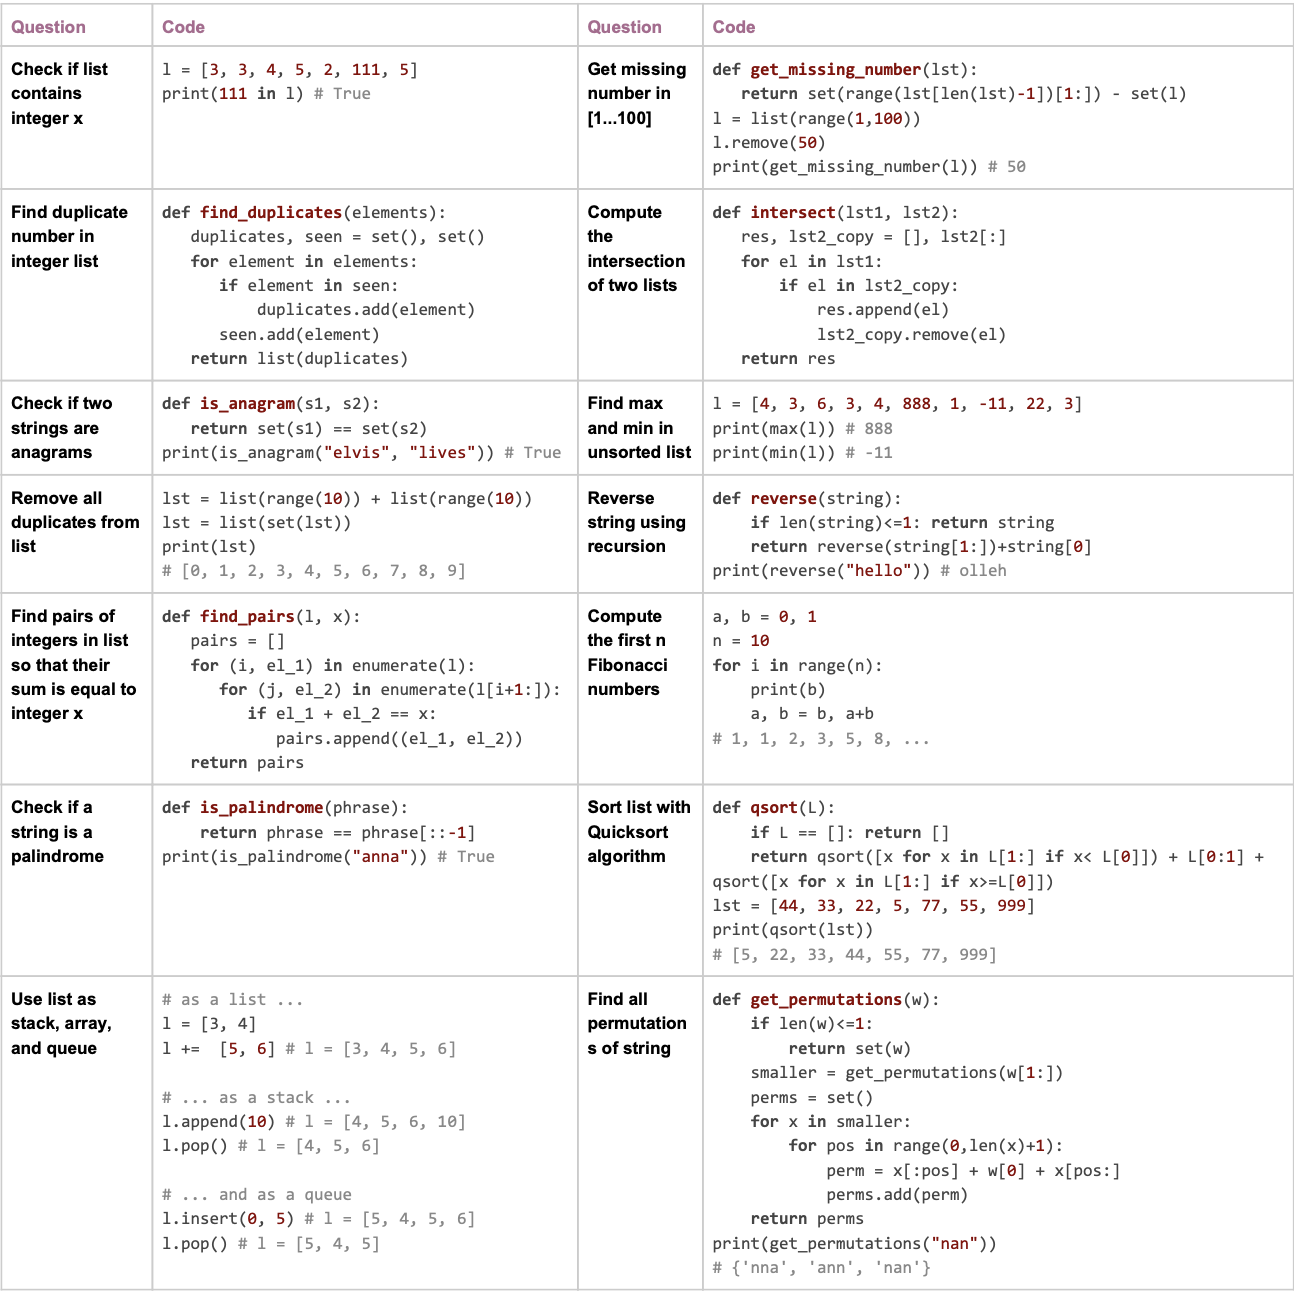 Question
Code
Question
Code
Check if list
contains
integer x
l = [3, 3, 4, 5, 2, 111, 5]
print(111 in l) # True
Get missing
number in
[1...100]
def get_missing_number(lst):
   return set(range(lst[len(lst)-1])[1:]) - set(l)
l = list(range(1,100))
l.remove(50)
print(get_missing_number(l)) # 50
Find duplicate
number in
integer list
def find_duplicates(elements):
   duplicates, seen = set(), set()
   for element in elements:
      if element in seen:
          duplicates.add(element)
      seen.add(element)
   return list(duplicates)
Compute
the
intersection
of two lists
def intersect(lst1, lst2):
   res, lst2_copy = [], lst2[:]
   for el in lst1:
       if el in lst2_copy:
           res.append(el)
           lst2_copy.remove(el)
   return res
Check if two
strings are
anagrams
def is_anagram(s1, s2):
   return set(s1) == set(s2)
print(is_anagram("elvis", "lives")) # True
Find max
and min in
unsorted list
l = [4, 3, 6, 3, 4, 888, 1, -11, 22, 3]
print(max(l)) # 888
print(min(l)) # -11
Remove all
duplicates from
list
lst = list(range(10)) + list(range(10))
lst = list(set(lst))
print(lst)
# [0, 1, 2, 3, 4, 5, 6, 7, 8, 9]
Reverse
string using
recursion
def reverse(string):
    if len(string)<=1: return string
    return reverse(string[1:])+string[0]
print(reverse("hello")) # olleh
Find pairs of
integers in list
so that their
sum is equal to
integer x
def find_pairs(l, x):
   pairs = []
   for (i, el_1) in enumerate(l):
      for (j, el_2) in enumerate(l[i+1:]):
         if el_1 + el_2 == x:
            pairs.append((el_1, el_2))
   return pairs
Compute
the first n
Fibonacci
numbers
a, b = 0, 1
n = 10
for i in range(n):
    print(b)
    a, b = b, a+b
# 1, 1, 2, 3, 5, 8, ...
Check if a
string is a
palindrome
def is_palindrome(phrase):
    return phrase == phrase[::-1]
print(is_palindrome("anna")) # True
Sort list with
Quicksort
algorithm
def qsort(L):
    if L == []: return []
    return qsort([x for x in L[1:] if x< L[0]]) + L[0:1] +
qsort([x for x in L[1:] if x>=L[0]])
lst = [44, 33, 22, 5, 77, 55, 999]
print(qsort(lst))
# [5, 22, 33, 44, 55, 77, 999]
Use list as
stack, array,
and queue
# as a list ...
l = [3, 4]
l +=  [5, 6] # l = [3, 4, 5, 6]
# ... as a stack ...
l.append(10) # l = [4, 5, 6, 10]
l.pop() # l = [4, 5, 6]
# ... and as a queue
l.insert(0, 5) # l = [5, 4, 5, 6]
l.pop() # l = [5, 4, 5]
Find all
permutation
s of string
def get_permutations(w):
    if len(w)<=1:
        return set(w)
    smaller = get_permutations(w[1:])
    perms = set()
    for x in smaller:
        for pos in range(0,len(x)+1):
            perm = x[:pos] + w[0] + x[pos:]
            perms.add(perm)
    return perms
print(get_permutations("nan"))
# {'nna', 'ann', 'nan'}